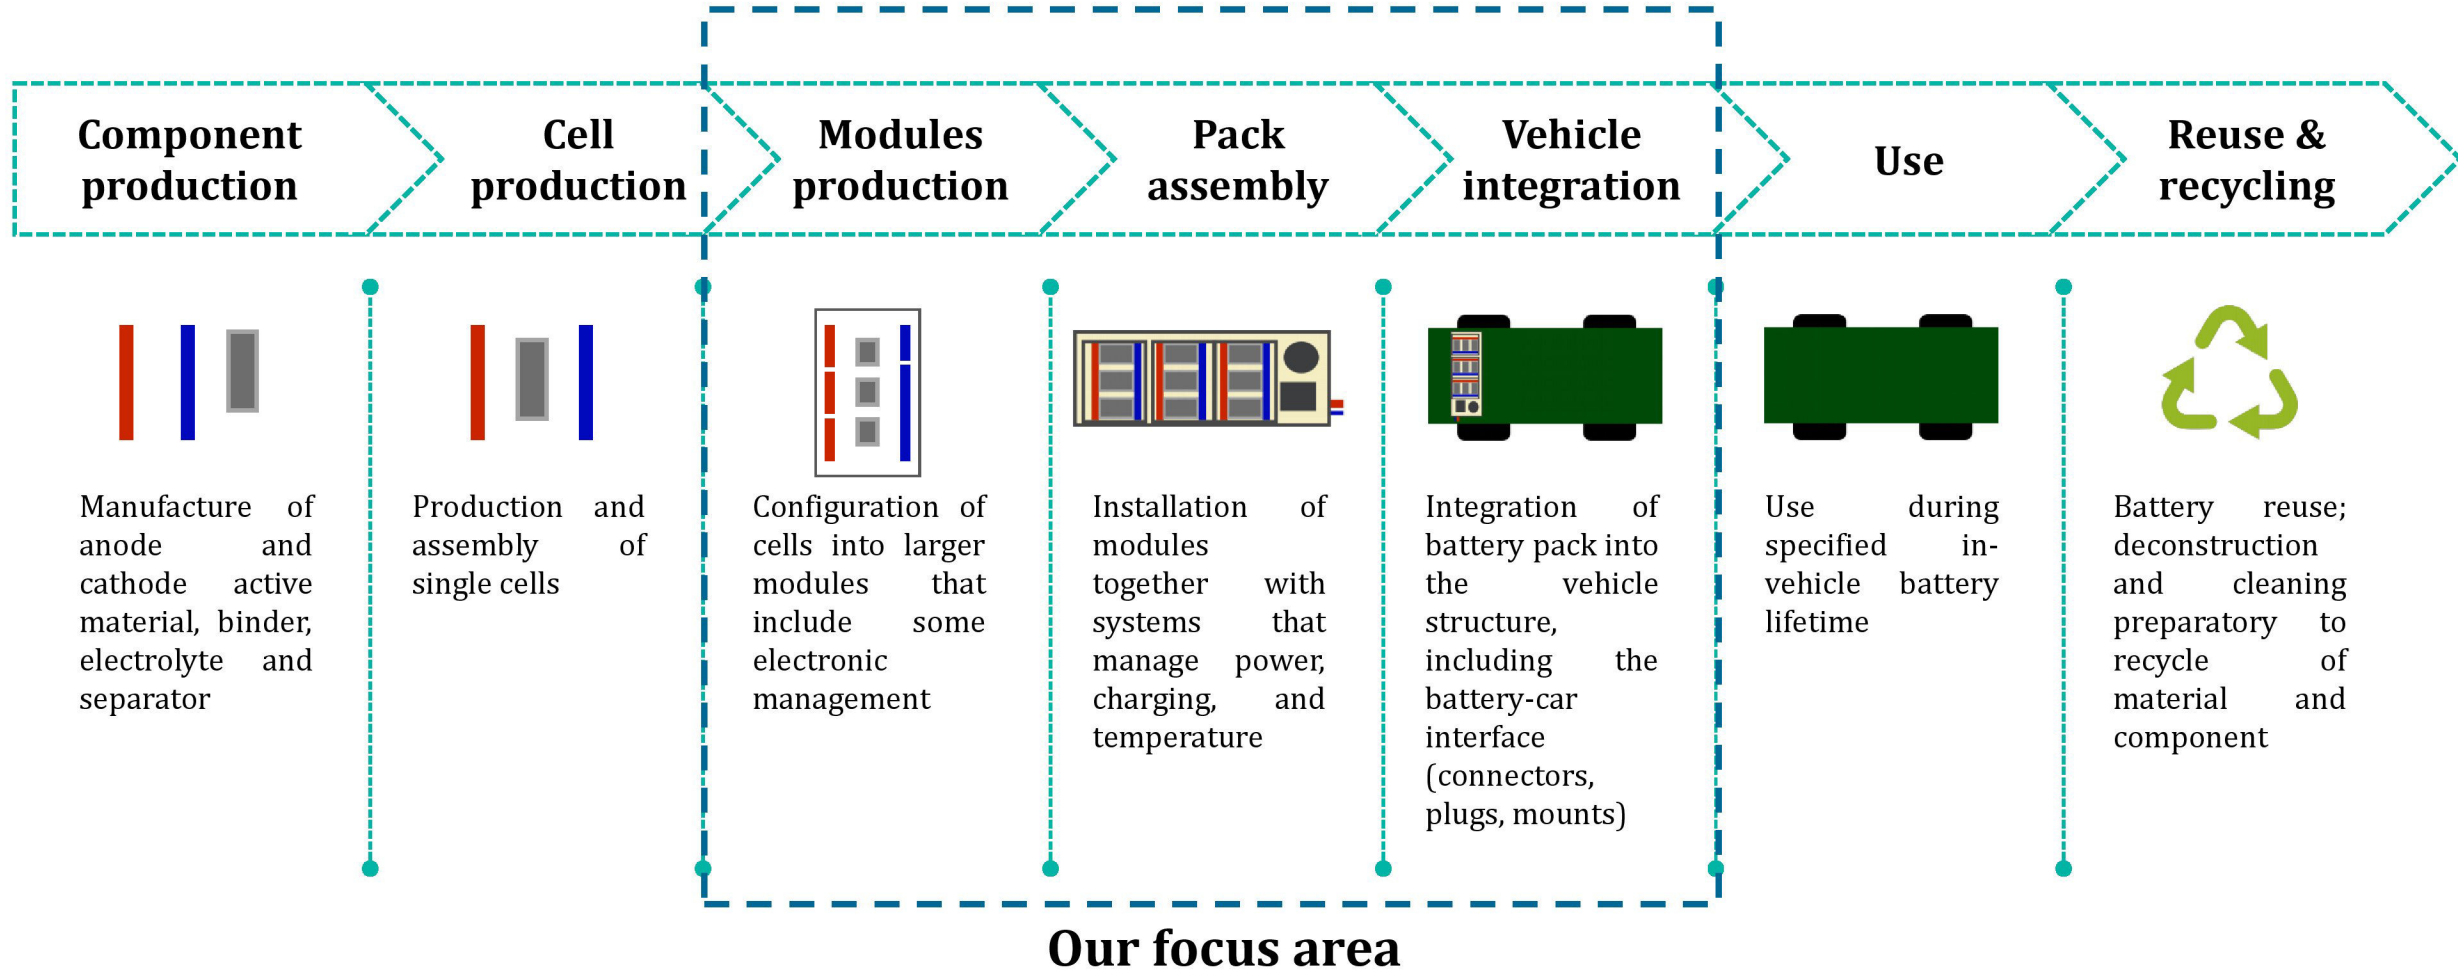 Component
production
Cell
production
Modules
production
Pack
assembly
Vehicle
integration
Use
Reuse &
recycling
Manufacture of
anode and
cathode active
material, binder,
electrolyte and
separator
Production and
assembly of
single cells
Configuration of
cells into larger
modules that
include some
electronic
management
Installation of
modules
together with
systems that
manage power,
charging, and
temperature
Integration of
battery pack into
the vehicle
structure,
including the
battery-car
interface
(connectors,
plugs, mounts)
Use during
specified in-
vehicle battery
lifetime
Battery reuse;
deconstruction
and cleaning
preparatory to
recycle of
material and
component
Our focus area